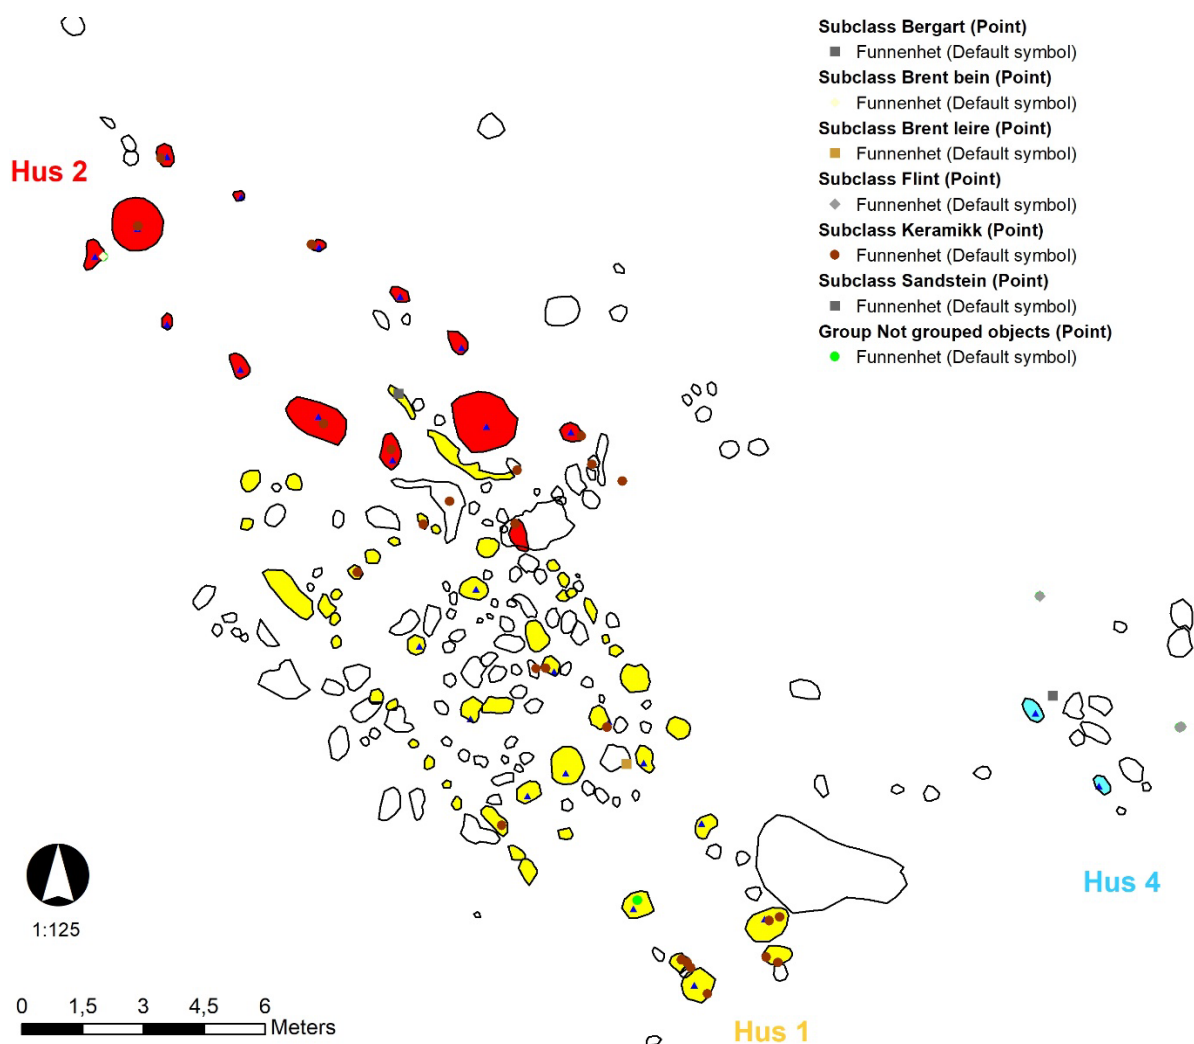 Subclass Bergart (Point)
Funnenhet (Default symbol)
Subclass Brent bein (Point)
Funnenhet (Default symbol)
Subclass Brent leire (Point)
Funnenhet (Default symbol)
Subclass Flint (Point)
Funnenhet (Default symbol)
Subclass Keramikk (Point)
Funnenhet (Default symbol)
Subclass Sandstein (Point)
Funnenhet (Default symbol)
Group Not grouped objects (Point)
Funnenhet (Default symbol)
Hus 2
Hus 4
1:125
0 1,5 3 4,5 6
Meters
Hus 1